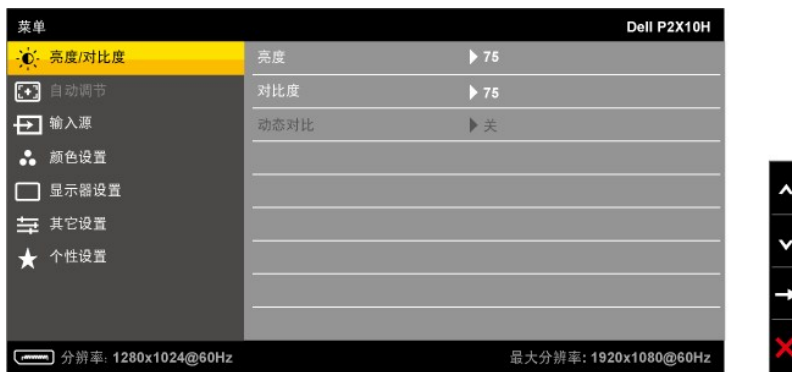 菜单 Dell P2X10H
亮度/对比度 亮度 75
自动调节 对比度 75
输入源 动态对比 关
颜色设置
显示器设置
其它设置
个性设置
分辨率: 1280x1024@60Hz 最大分辨率: 1920x1080@60Hz